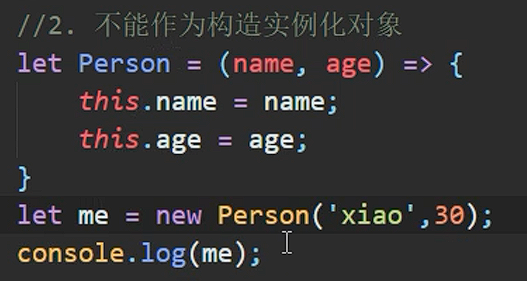 //2. 不能作为构造实例化对象
let Person = (name, age) => {
    this.name = name;
    this.age = age;
}
let me = new Person('xiao',30);
console.log(me);